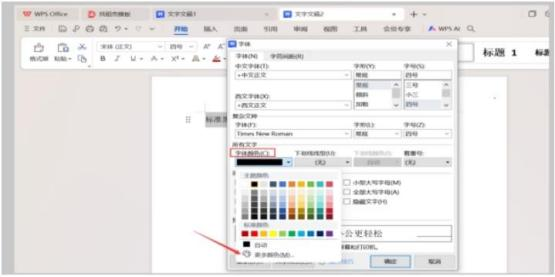 WPS Office 找稻壳模板 文字文稿1 文字文稿2
文件 开始 插入 页面 引用 审阅 视图 工具 会员专享 WPS AI
格式刷 粘贴 宋体 (正文) 四号 标题 1
字体
字体(N) 字符间距(R)
中文字体(T): 字形(Y): 字号(S):
+中文正文 常规 四号
常规 三号
西文字体(X): 倾斜 小三
+西文正文 加粗 四号
复杂文种
字体(F): 字形(L): 字号(Z):
Times New Roman 常规 四号
所有文字
字体颜色(C): 下划线线型(U): 下划线颜色(I): 着重号:
(无) 自动 (无)
主题颜色
小型大写字母(M)
全部大写字母(A)
隐藏文字(H)
标准颜色
自动
公更轻松
更多颜色(M)...
确定 取消